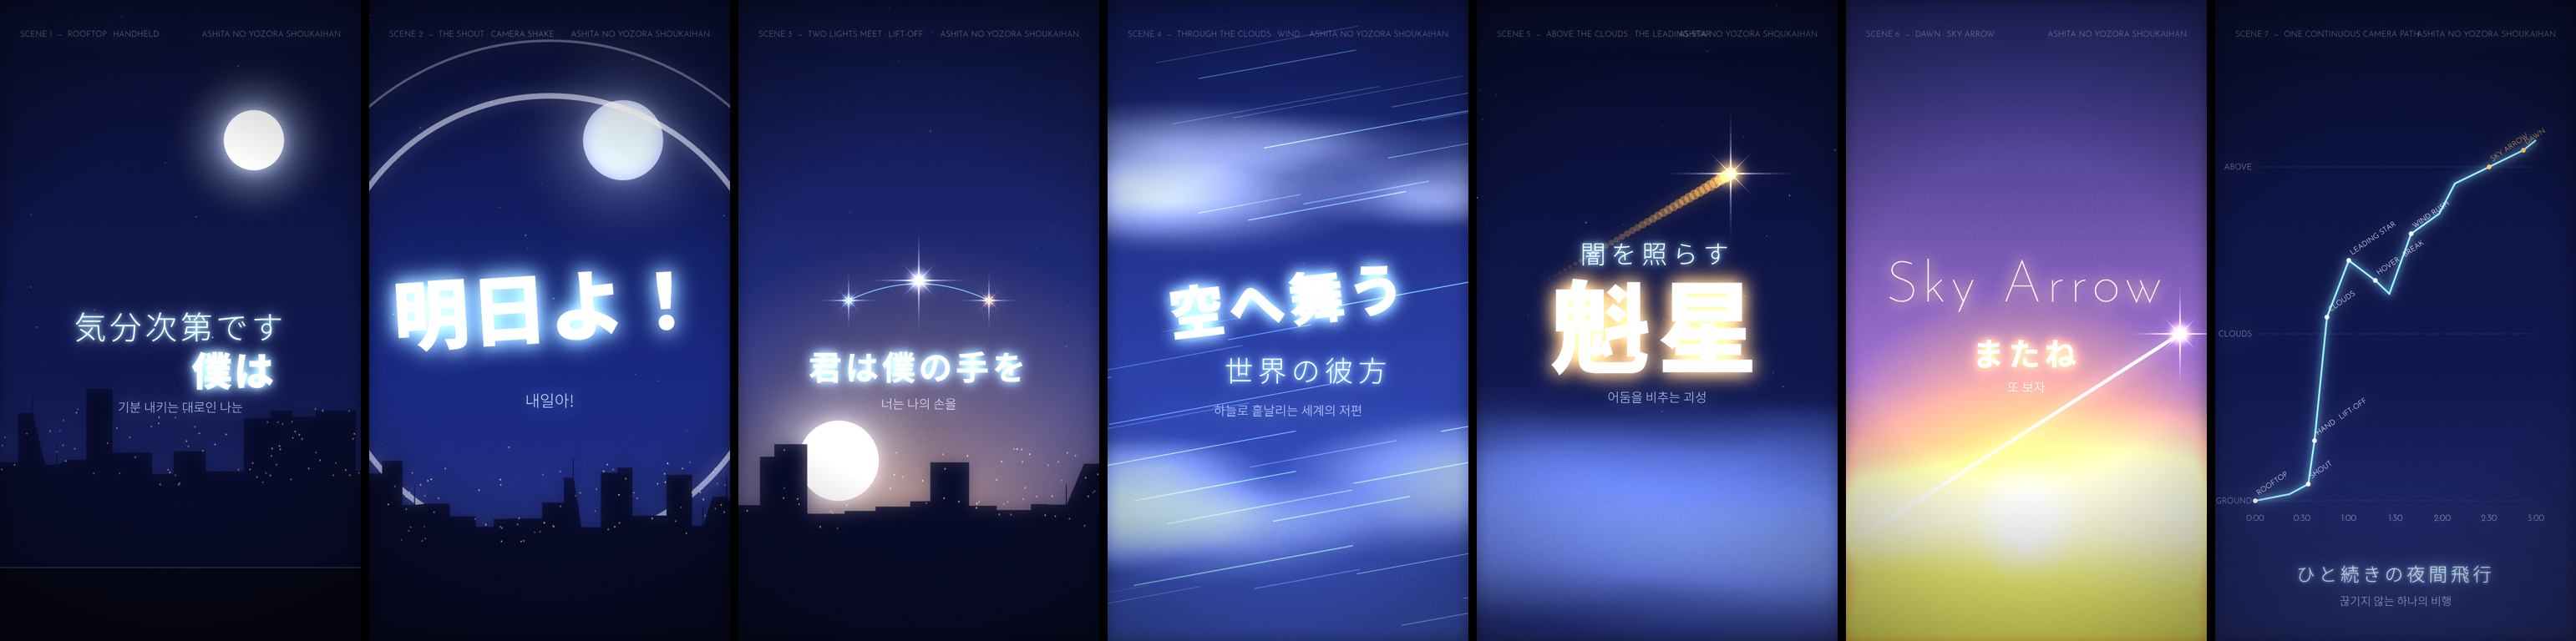 SCENE 1 — ROOFTOP · HANDHELD
ASHITA NO YOZORA SHOUKAIHAN
気分次第です
僕は
기분 내키는 대로인 나는
SCENE 2 — THE SHOUT · CAMERA SHAKE
ASHITA NO YOZORA SHOUKAIHAN
明日よ！
내일아!
SCENE 3 — TWO LIGHTS MEET · LIFT-OFF
ASHITA NO YOZORA SHOUKAIHAN
君は僕の手を
너는 나의 손을
SCENE 4 — THROUGH THE CLOUDS · WIND
ASHITA NO YOZORA SHOUKAIHAN
空へ舞う
世界の彼方
하늘로 흩날리는 세계의 저편
SCENE 5 — ABOVE THE CLOUDS · THE LEADING STAR
ASHITA NO YOZORA SHOUKAIHAN
闇を照らす
魁星
어둠을 비추는 괴성
SCENE 6 — DAWN · SKY ARROW
ASHITA NO YOZORA SHOUKAIHAN
Sky Arrow
またね
또 보자
SCENE 7 — ONE CONTINUOUS CAMERA PATH
ASHITA NO YOZORA SHOUKAIHAN
DAWN
SKY ARROW
ABOVE
WIND RUSH
LEADING STAR
HOVER · BREAK
CLOUDS
CLOUDS
HAND · LIFT-OFF
SHOUT
ROOFTOP
GROUND
0:00 0:30 1:00 1:30 2:00 2:30 3:00
ひと続きの夜間飛行
끊기지 않는 하나의 비행